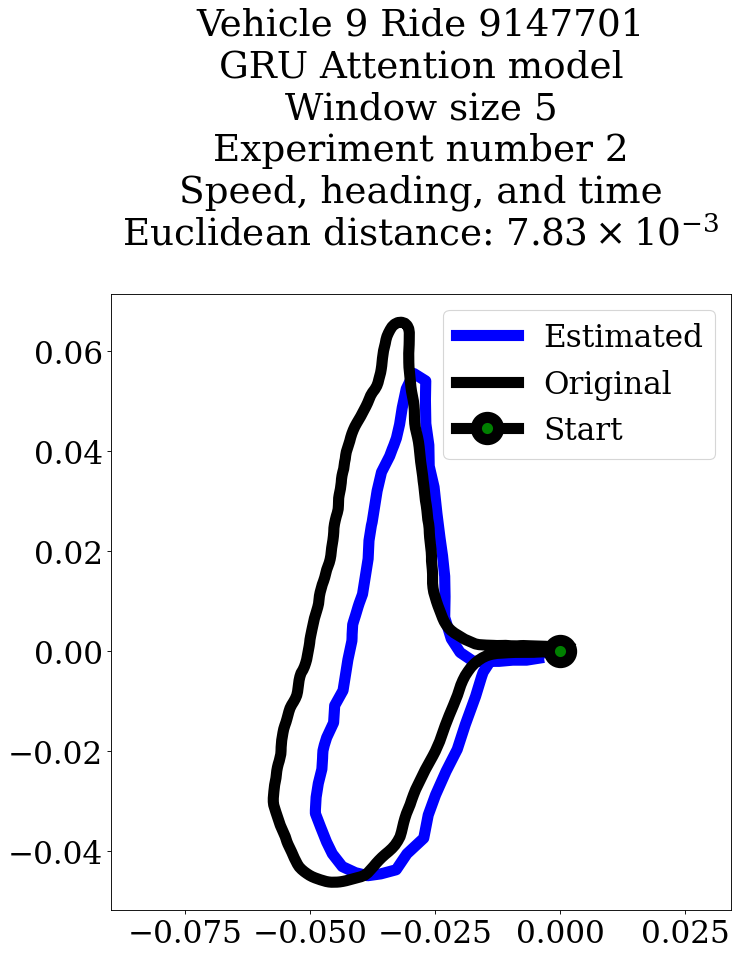 Vehicle 9 Ride 9147701
GRU Attention model
Window size 5
Experiment number 2
Speed, heading, and time
Euclidean distance: 7.83 × 10⁻³
Estimated
Original
Start
0.06
0.04
0.02
0.00
−0.02
−0.04
−0.075 −0.050 −0.025 0.000 0.025